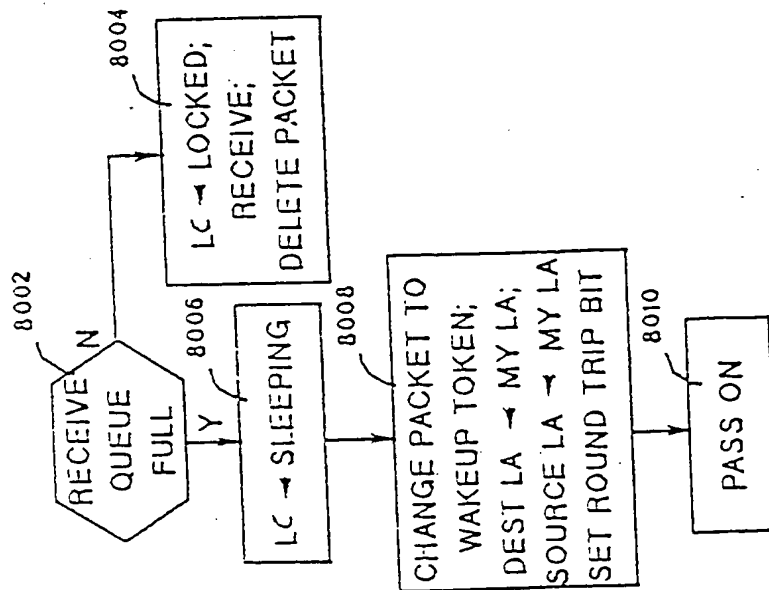 8002
RECEIVE
QUEUE
FULL
N
Y
8004
LC ← LOCKED;
RECEIVE;
DELETE PACKET
8006
LC ← SLEEPING
8008
CHANGE PACKET TO
WAKEUP TOKEN;
DEST LA ← MY LA;
SOURCE LA ← MY LA
SET ROUND TRIP BIT
8010
PASS ON